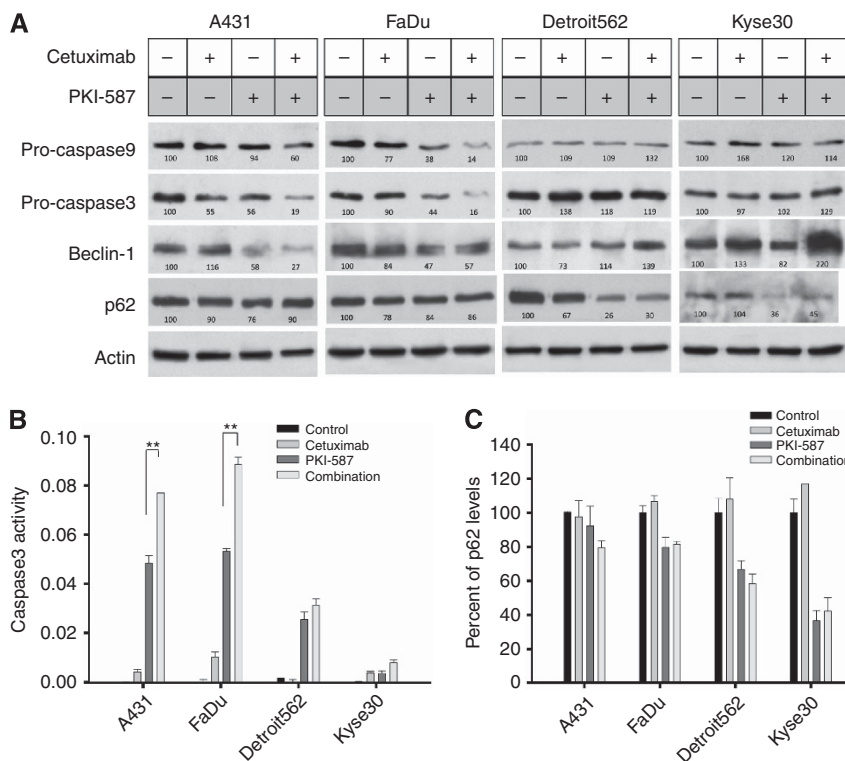 A
A431 FaDu Detroit562 Kyse30
Cetuximab − + − + − + − + − + − + − + − +
PKI-587 − − + + − − + + − − + + − − + +
Pro-caspase9
100 108 94 60 100 77 38 14 100 109 109 132 100 168 120 114
Pro-caspase3
100 55 56 19 100 90 44 16 100 138 118 119 100 97 102 129
Beclin-1
100 116 58 27 100 84 47 57 100 73 114 139 100 133 82 220
p62
100 90 76 90 100 78 84 86 100 67 26 30 100 104 36 45
Actin
B
Caspase3 activity
0.10
0.08
0.06
0.04
0.02
0.00
** **
Control
Cetuximab
PKI-587
Combination
A431 FaDu Detroit562 Kyse30
C
Percent of p62 levels
140
120
100
80
60
40
20
0
Control
Cetuximab
PKI-587
Combination
A431 FaDu Detroit562 Kyse30